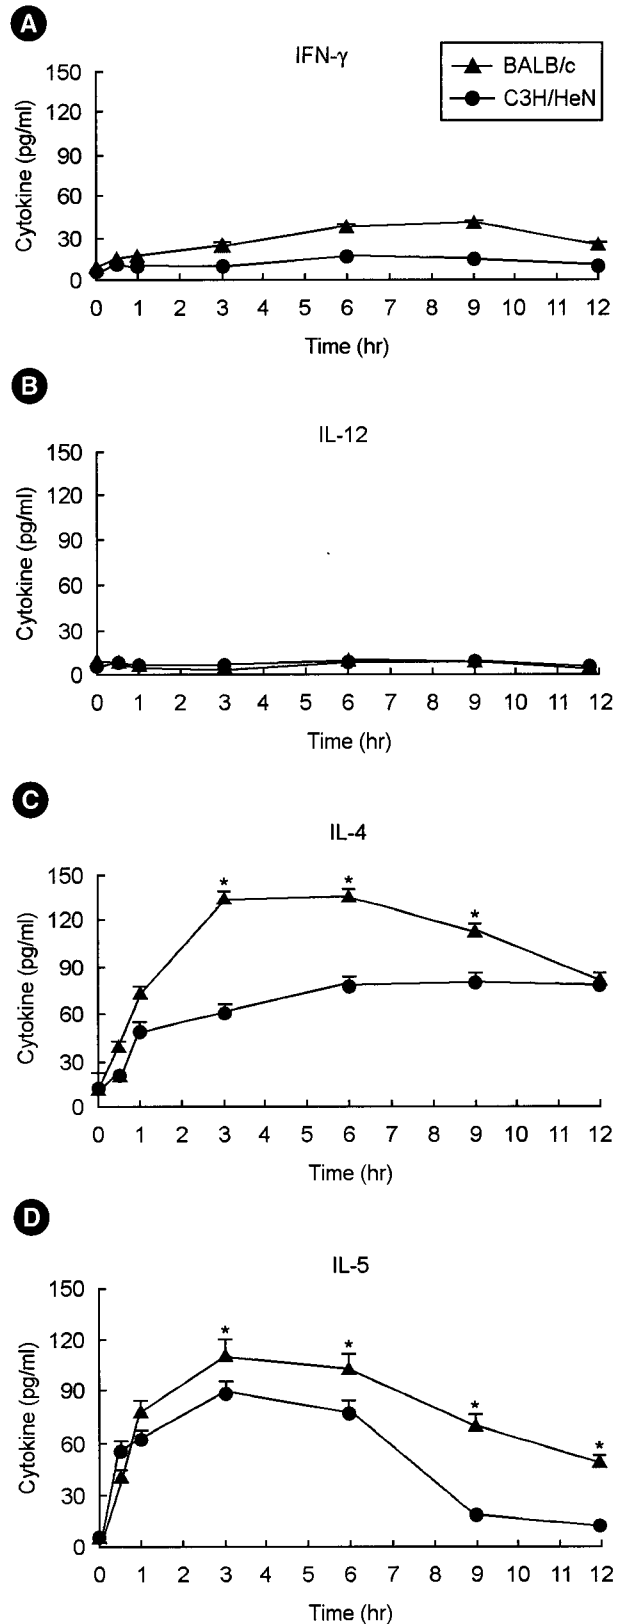 A
IFN-γ
BALB/c
C3H/HeN
Cytokine (pg/ml)
150
120
90
60
30
0
0 1 2 3 4 5 6 7 8 9 10 11 12
Time (hr)
B
IL-12
Cytokine (pg/ml)
150
120
90
60
30
0
0 1 2 3 4 5 6 7 8 9 10 11 12
Time (hr)
C
IL-4
Cytokine (pg/ml)
150
120
90
60
30
0
* * *
0 1 2 3 4 5 6 7 8 9 10 11 12
Time (hr)
D
IL-5
Cytokine (pg/ml)
150
120
90
60
30
0
* * * *
0 1 2 3 4 5 6 7 8 9 10 11 12
Time (hr)